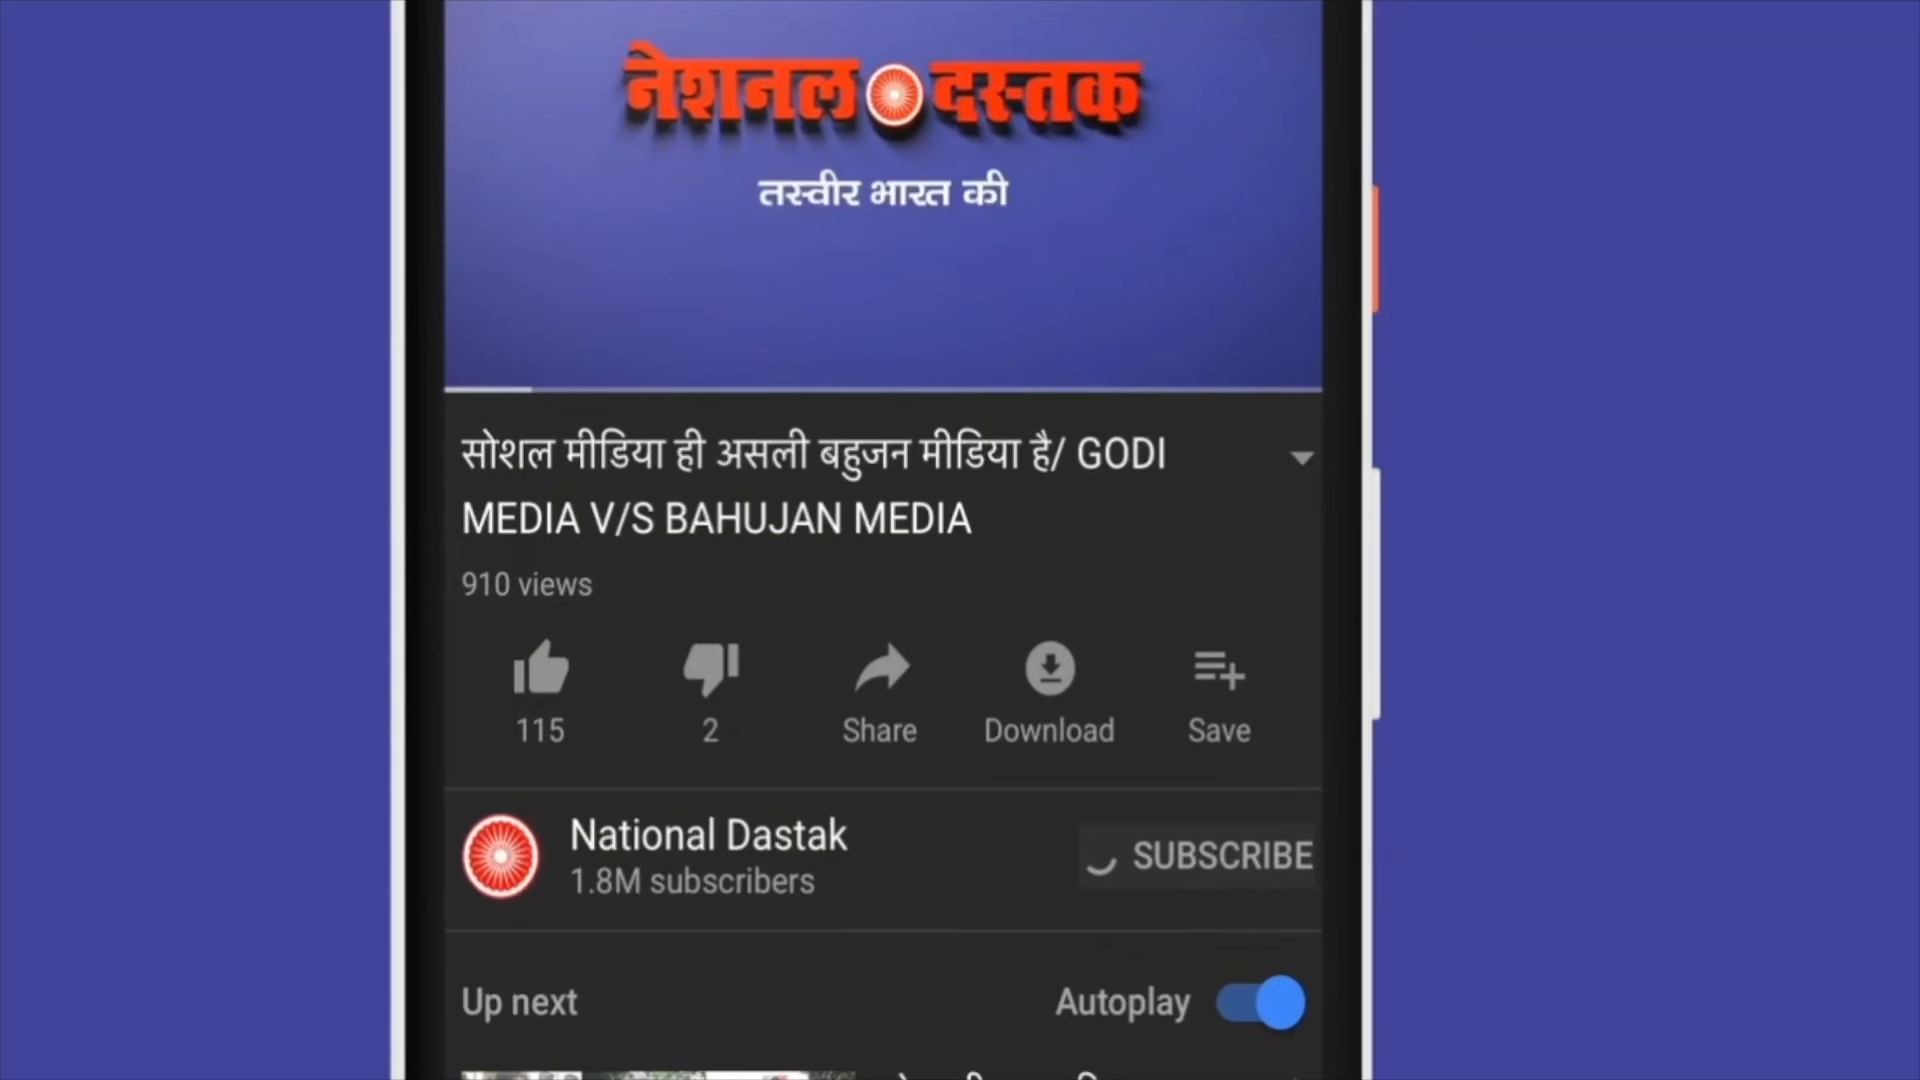 नेशनल दस्तक
तस्वीर भारत की
सोशल मीडिया ही असली बहुजन मीडिया है/ GODI
MEDIA V/S BAHUJAN MEDIA
910 views
115
2
Share
Download
Save
National Dastak
1.8M subscribers
SUBSCRIBE
Up next
Autoplay